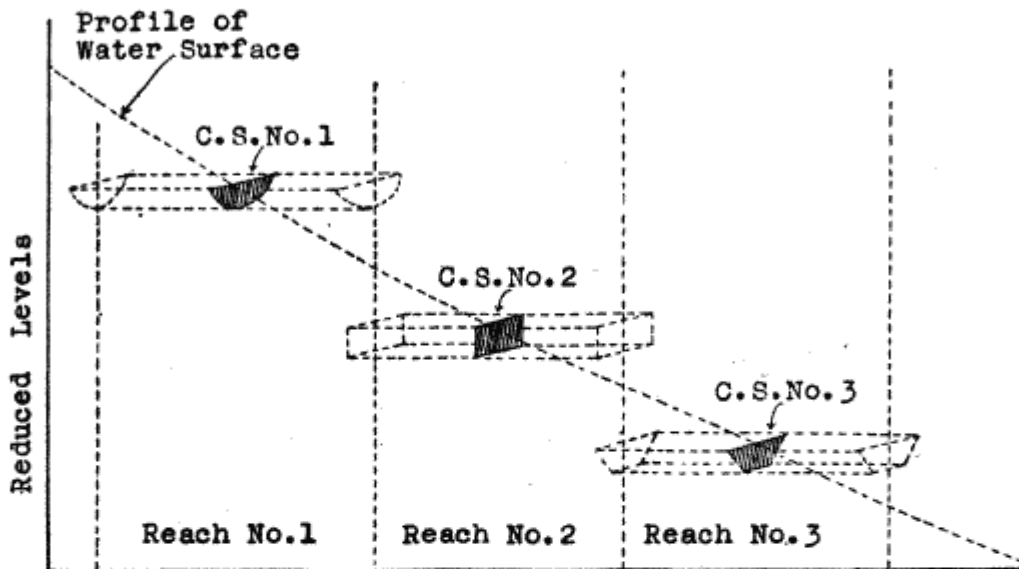 Profile of
Water Surface
C.S.No.1
C.S.No.2
C.S.No.3
Reduced Levels
Reach No.1
Reach No.2
Reach No.3